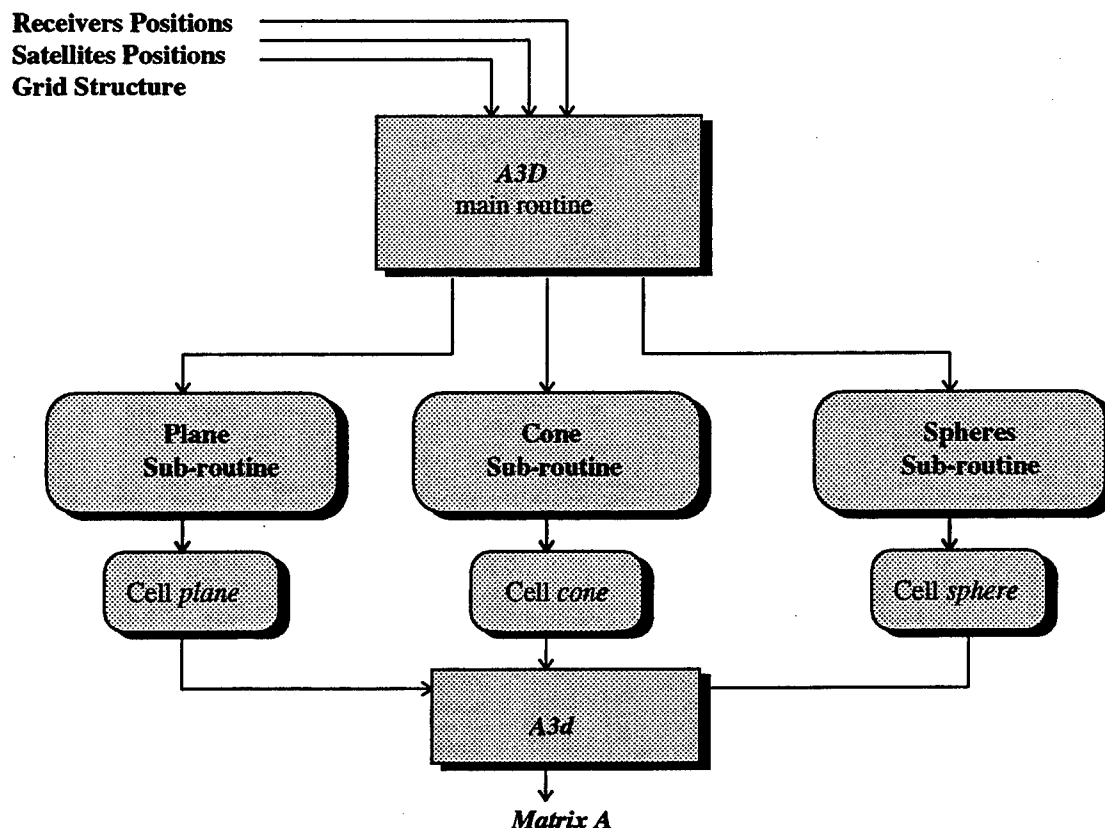 Receivers Positions
Satellites Positions
Grid Structure
A3D
main routine
Plane
Sub-routine
Cone
Sub-routine
Spheres
Sub-routine
Cell plane
Cell cone
Cell sphere
A3d
Matrix A